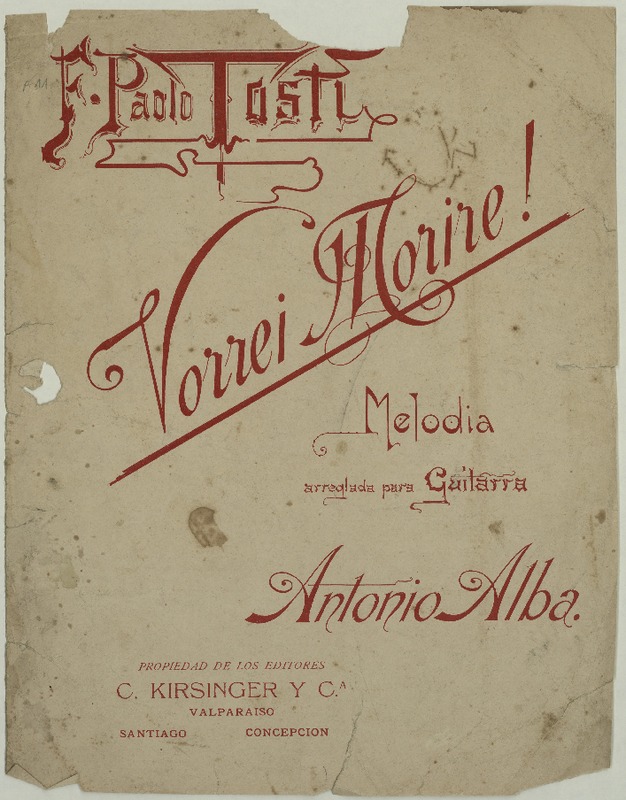 F. Paolo Tosti
Vorrei Morire!
Melodia
arreglada para Guitarra
Antonio Alba.
PROPIEDAD DE LOS EDITORES
C. KIRSINGER Y C.A
VALPARAISO
SANTIAGO CONCEPCION